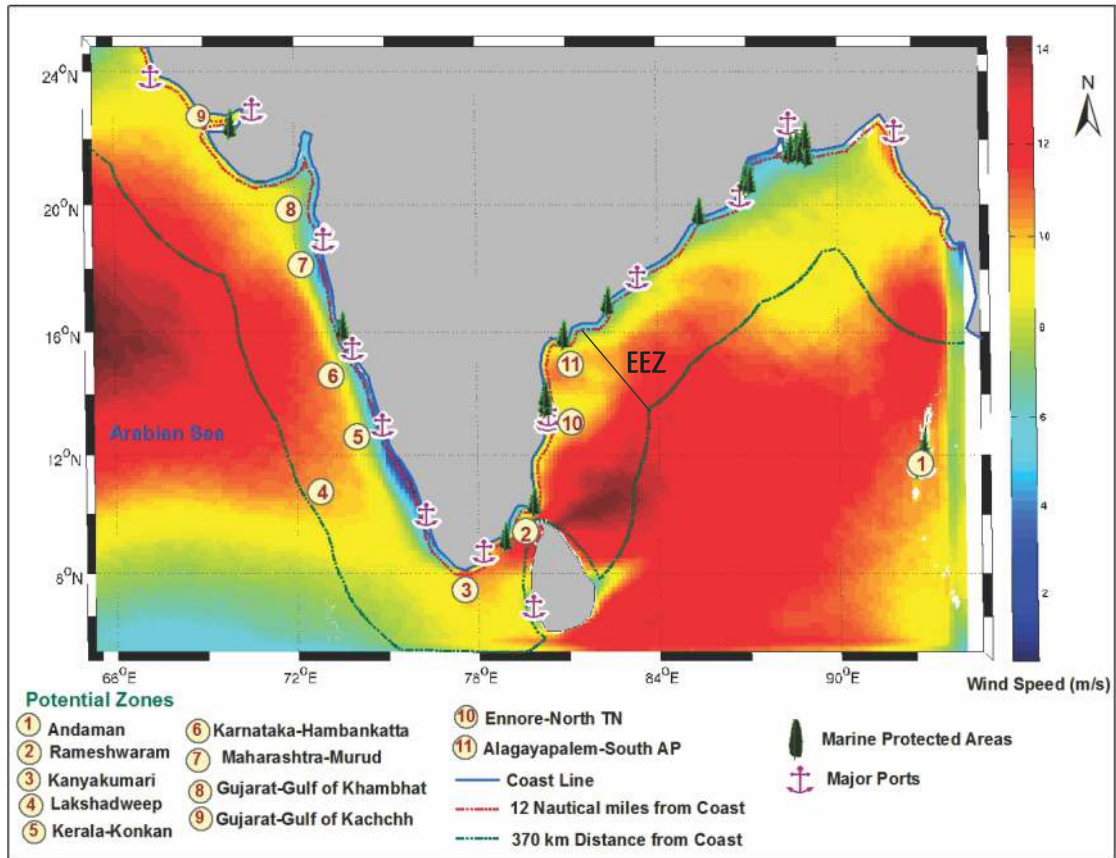 24°N
20°N
16°N
12°N
8°N
66°E
72°E
78°E
84°E
90°E
N
14
12
10
8
6
4
2
Wind Speed (m/s)
Arabian Sea
EEZ
9
8
7
6
5
4
3
2
11
10
1
Potential Zones
1 Andaman
2 Rameshwaram
3 Kanyakumari
4 Lakshadweep
5 Kerala-Konkan
6 Karnataka-Hambankatta
7 Maharashtra-Murud
8 Gujarat-Gulf of Khambhat
9 Gujarat-Gulf of Kachchh
10 Ennore-North TN
11 Alagayapalem-South AP
Coast Line
12 Nautical miles from Coast
370 km Distance from Coast
Marine Protected Areas
Major Ports